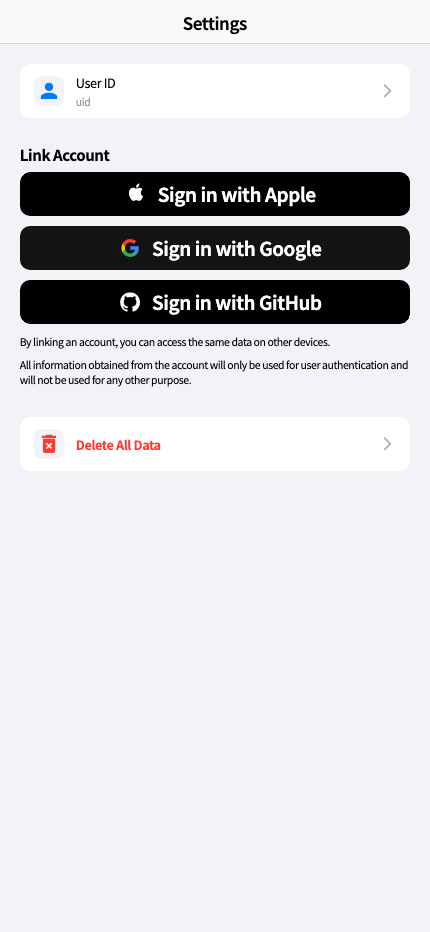 Settings
User ID
uid
Link Account
Sign in with Apple
Sign in with Google
Sign in with GitHub
By linking an account, you can access the same data on other devices.
All information obtained from the account will only be used for user authentication and
will not be used for any other purpose.
Delete All Data